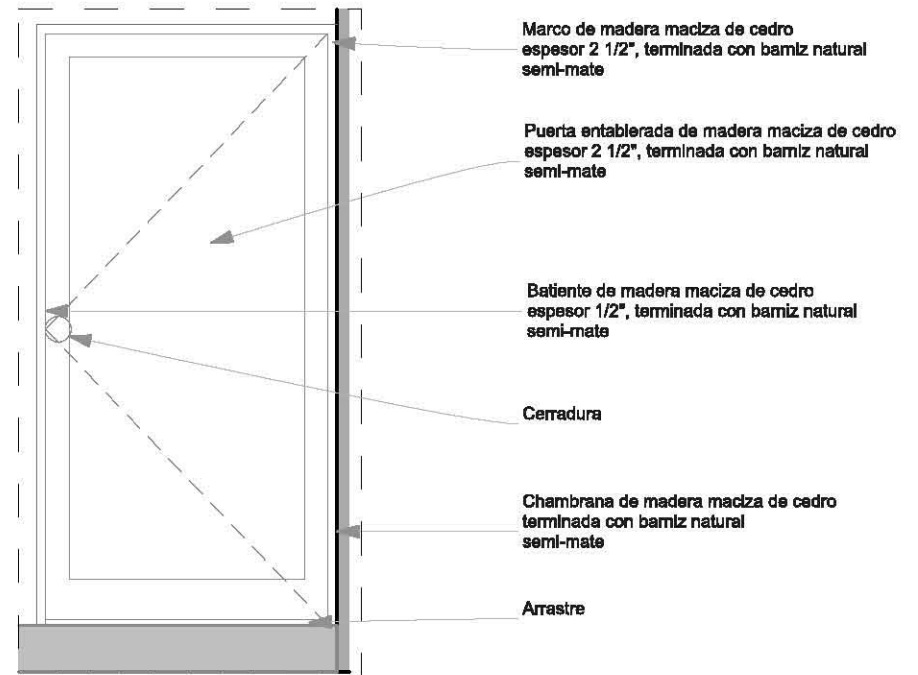 Marco de madera maciza de cedro
espesor 2 1/2", terminada con barniz natural
semi-mate
Puerta entablerada de madera maciza de cedro
espesor 2 1/2", terminada con barniz natural
semi-mate
Batiente de madera maciza de cedro
espesor 1/2", terminada con barniz natural
semi-mate
Cerradura
Chambrana de madera maciza de cedro
terminada con barniz natural
semi-mate
Arrastre